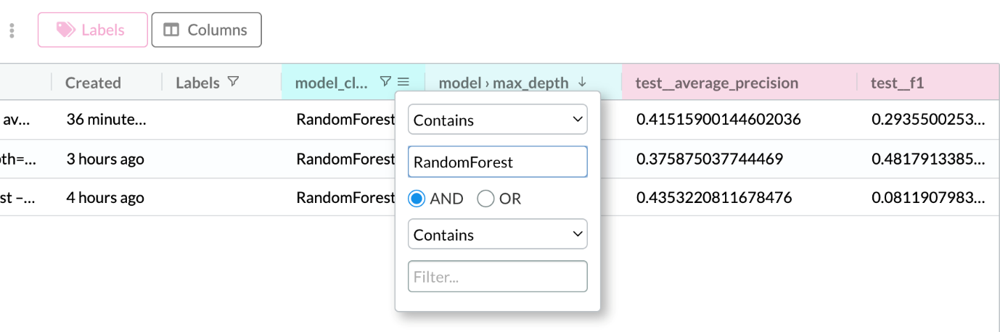 Labels Columns
Created Labels model_cl... model › max_depth ↓ test__average_precision test__f1
av... 36 minute... RandomForest 0.41515900144602036 0.2935500253...
Contains
oth=... 3 hours ago RandomForest 0.375875037744469 0.4817913385...
RandomForest
st –... 4 hours ago RandomForest 0.4353220811678476 0.0811907983...
AND OR
Contains
Filter...